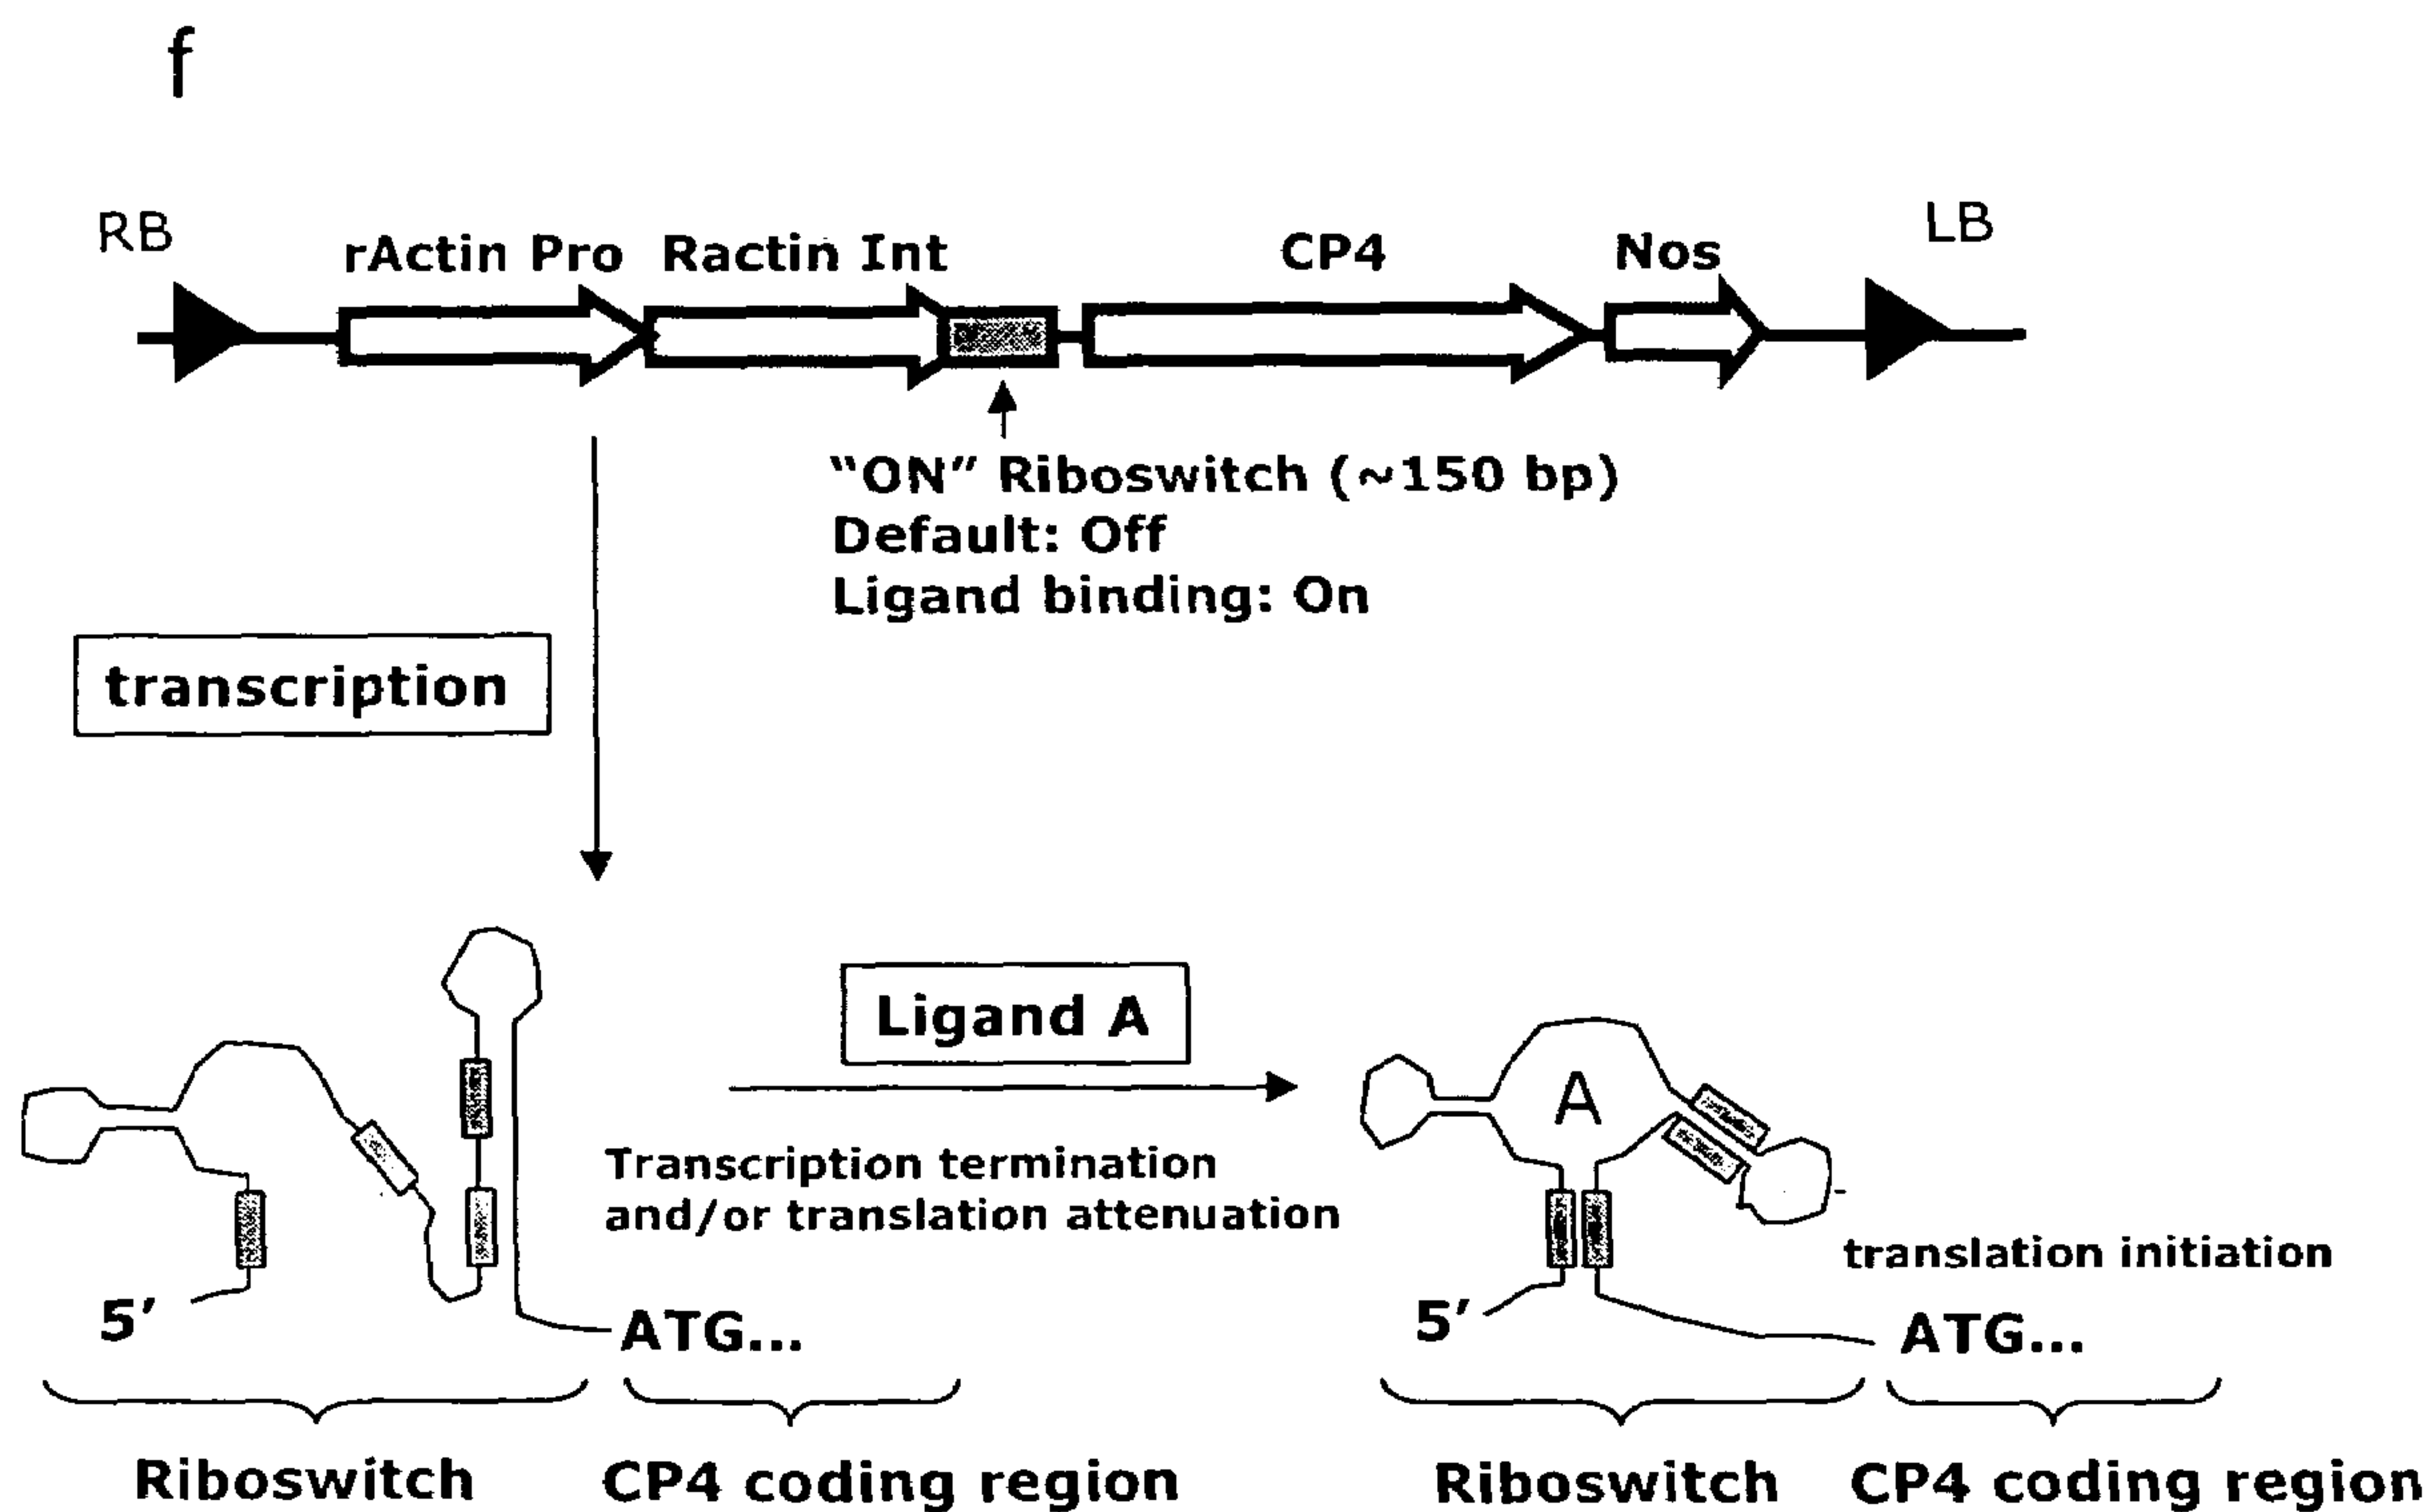 f
RB
rActin Pro
Ractin Int
CP4
Nos
LB
“ON” Riboswitch (~150 bp)
Default: Off
Ligand binding: On
transcription
Ligand A
A
Transcription termination
and/or translation attenuation
translation initiation
5’
ATG...
5’
ATG...
Riboswitch
CP4 coding region
Riboswitch
CP4 coding region